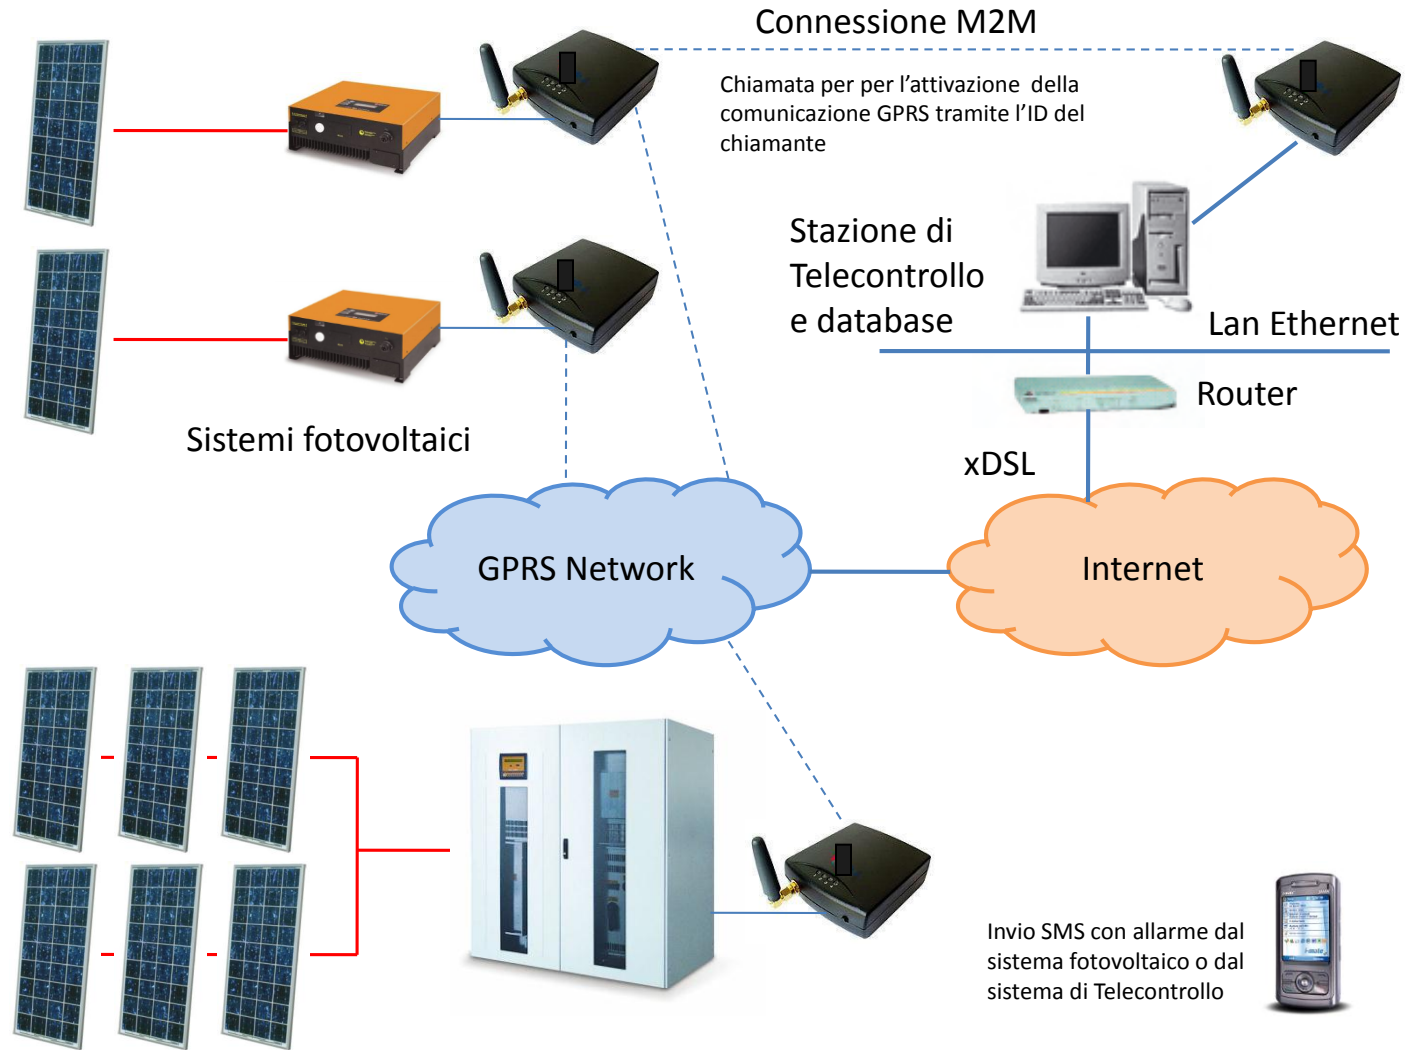 Connessione M2M
Chiamata per per l’attivazione della
comunicazione GPRS tramite l’ID del
chiamante
Stazione di
Telecontrollo
e database
Lan Ethernet
Router
Sistemi fotovoltaici
xDSL
GPRS Network
Internet
Invio SMS con allarme dal
sistema fotovoltaico o dal
sistema di Telecontrollo